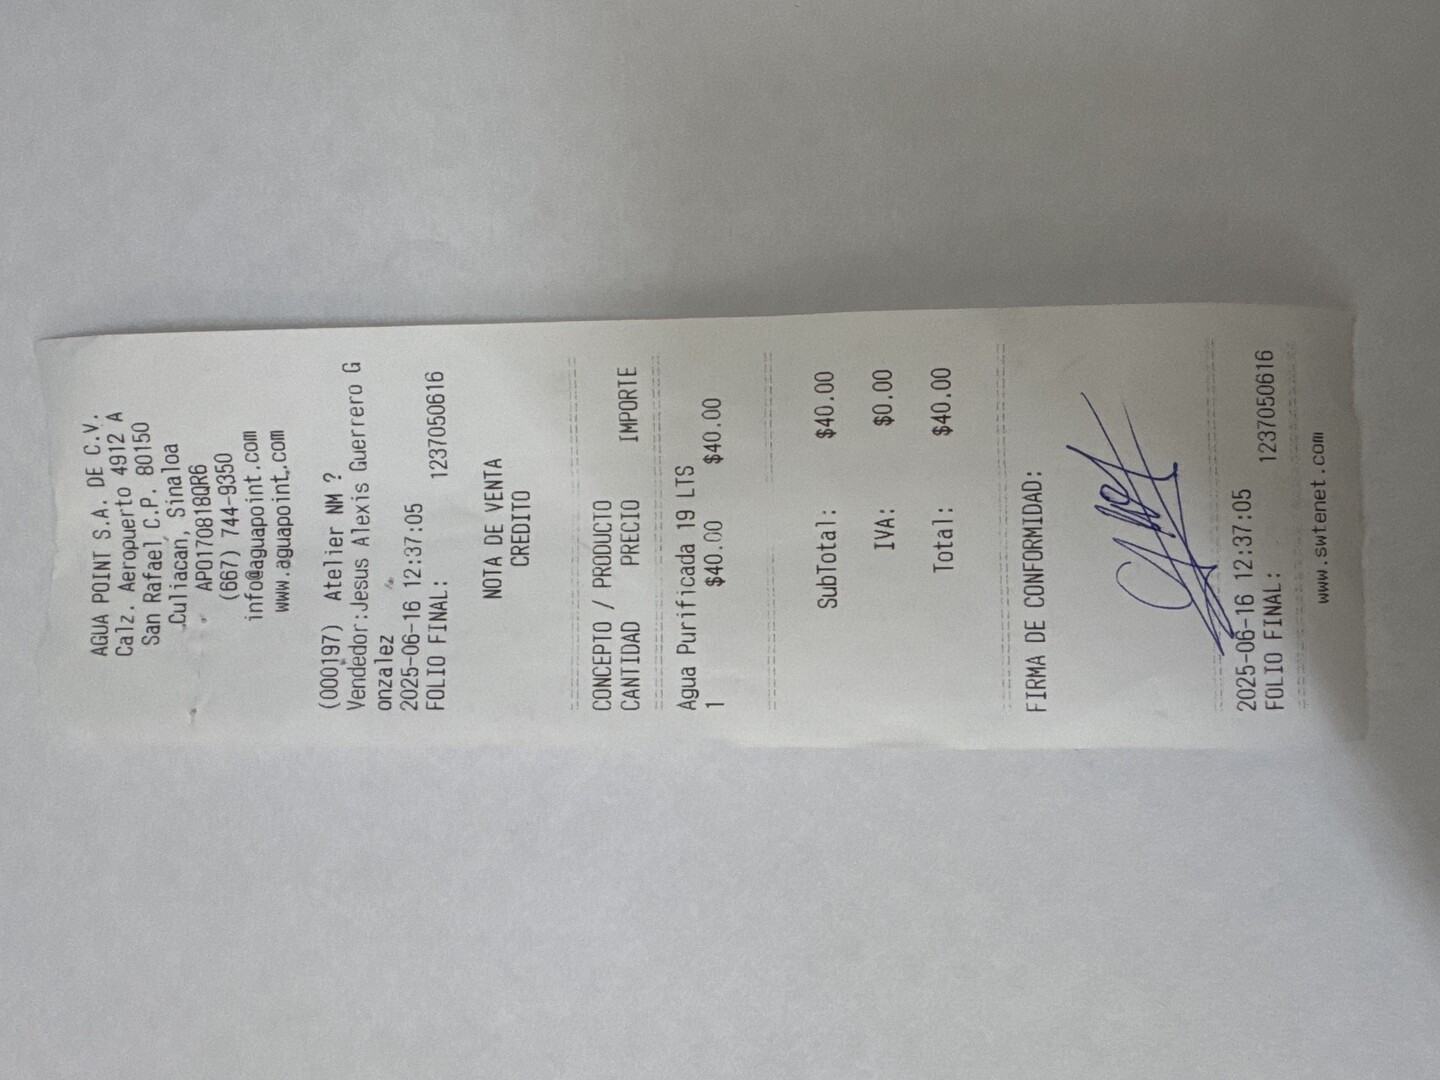 AGUA POINT S.A. DE C.V.
Calz. Aeropuerto 4912 A
San Rafael C.P. 80150
Culiacan, Sinaloa
APO170818QR6
(667) 744-9350
info@aguapoint.com
www.aguapoint.com
(000197) Atelier NM ?
Vendedor:Jesus Alexis Guerrero G
onzalez
2025-06-16 12:37:05
FOLIO FINAL: 1237050616
NOTA DE VENTA
CREDITO
CONCEPTO / PRODUCTO
CANTIDAD PRECIO IMPORTE
Agua Purificada 19 LTS
1 $40.00 $40.00
SubTotal: $40.00
IVA: $0.00
Total: $40.00
FIRMA DE CONFORMIDAD:
2025-06-16 12:37:05
FOLIO FINAL: 1237050616
www.swtenet.com